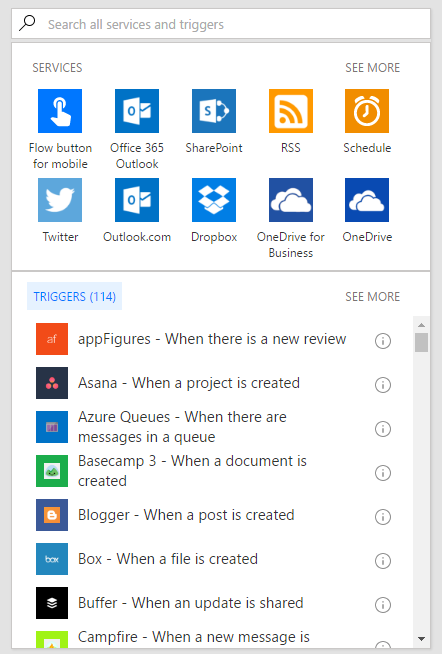 Search all services and triggers
SERVICES
SEE MORE
Flow button
for mobile
Office 365
Outlook
SharePoint
RSS
Schedule
Twitter
Outlook.com
Dropbox
OneDrive for
Business
OneDrive
TRIGGERS (114)
SEE MORE
af
appFigures - When there is a new review
Asana - When a project is created
Azure Queues - When there are
messages in a queue
Basecamp 3 - When a document is
created
Blogger - When a post is created
box
Box - When a file is created
Buffer - When an update is shared
Campfire - When a new message is